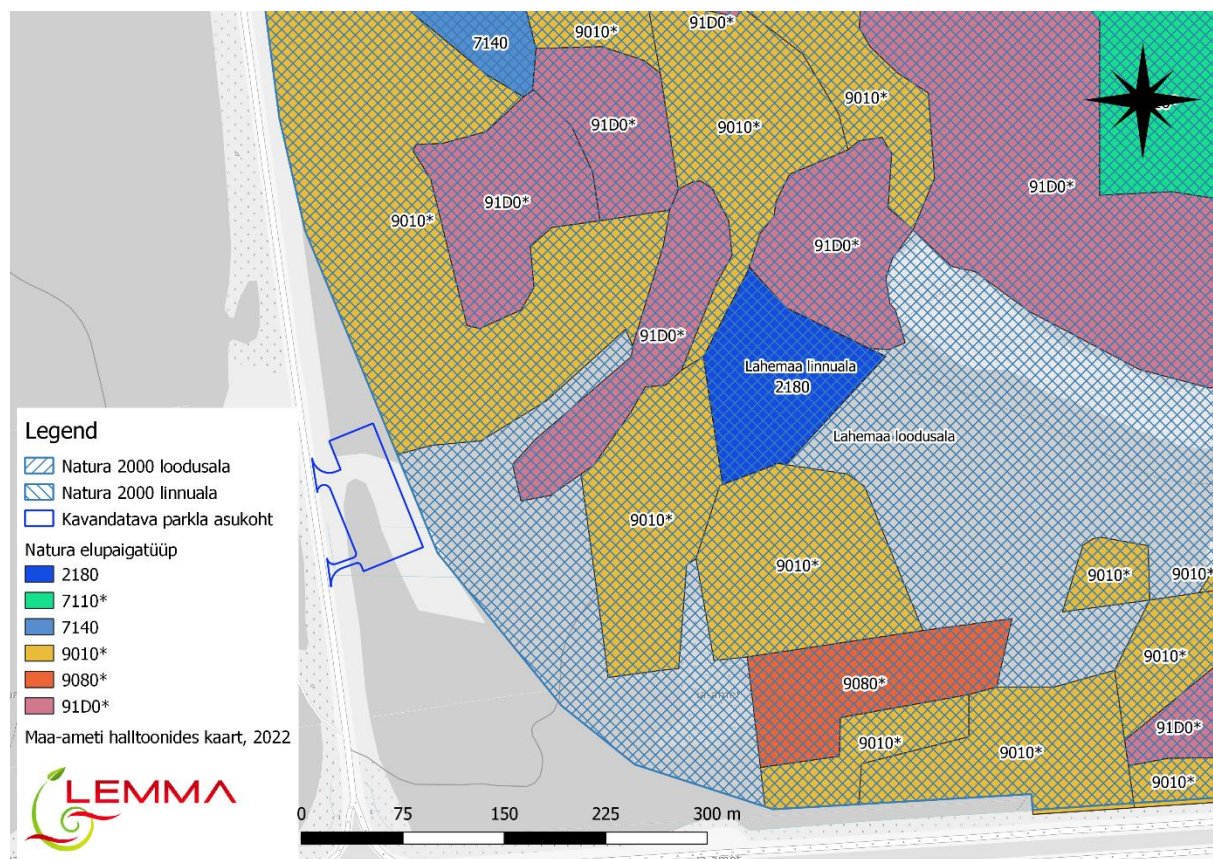 7140
9010*
91D0*
91D0*
9010*
9010*
91D0*
91D0*
9010*
91D0*
91D0*
Lahemaa linnuala
2180
Lahemaa loodusala
9010*
9010*
9010*
9010*
9010*
9080*
91D0*
9010*
9010*
9010*
Legend
Natura 2000 loodusala
Natura 2000 linnuala
Kavandatava parkla asukoht
Natura elupaigatüüp
2180
7110*
7140
9010*
9080*
91D0*
Maa-ameti halltoonides kaart, 2022
LEMMA
0 75 150 225 300 m